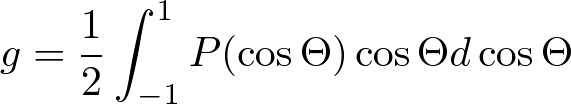 g = \frac{1}{2} \int_{-1}^{1} P(\cos \Theta) \cos \Theta d \cos \Theta